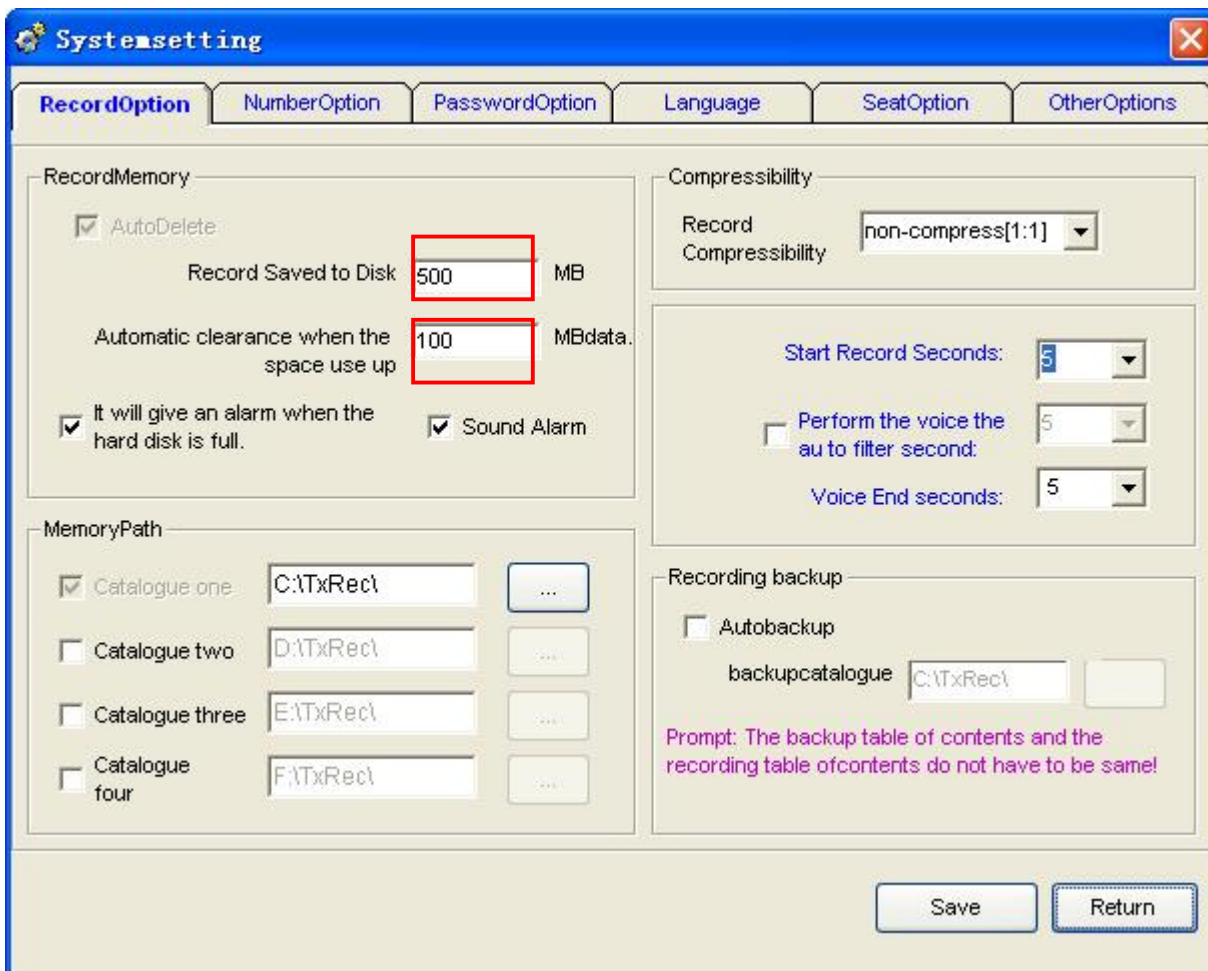 Systemsetting
RecordOption NumberOption PasswordOption Language SeatOption OtherOptions
RecordMemory
AutoDelete
Record Saved to Disk 500 MB
Automatic clearance when the
space use up
100 MBdata.
It will give an alarm when the
hard disk is full.
Sound Alarm
MemoryPath
Catalogue one C:\TxRec\ ...
Catalogue two D:\TxRec\ ...
Catalogue three E:\TxRec\ ...
Catalogue
four
F:\TxRec\ ...
Compressibility
Record
Compressibility
non-compress[1:1]
Start Record Seconds: 5
Perform the voice the
au to filter second:
5
Voice End seconds: 5
Recording backup
Autobackup
backupcatalogue C:\TxRec\
Prompt: The backup table of contents and the
recording table ofcontents do not have to be same!
Save Return